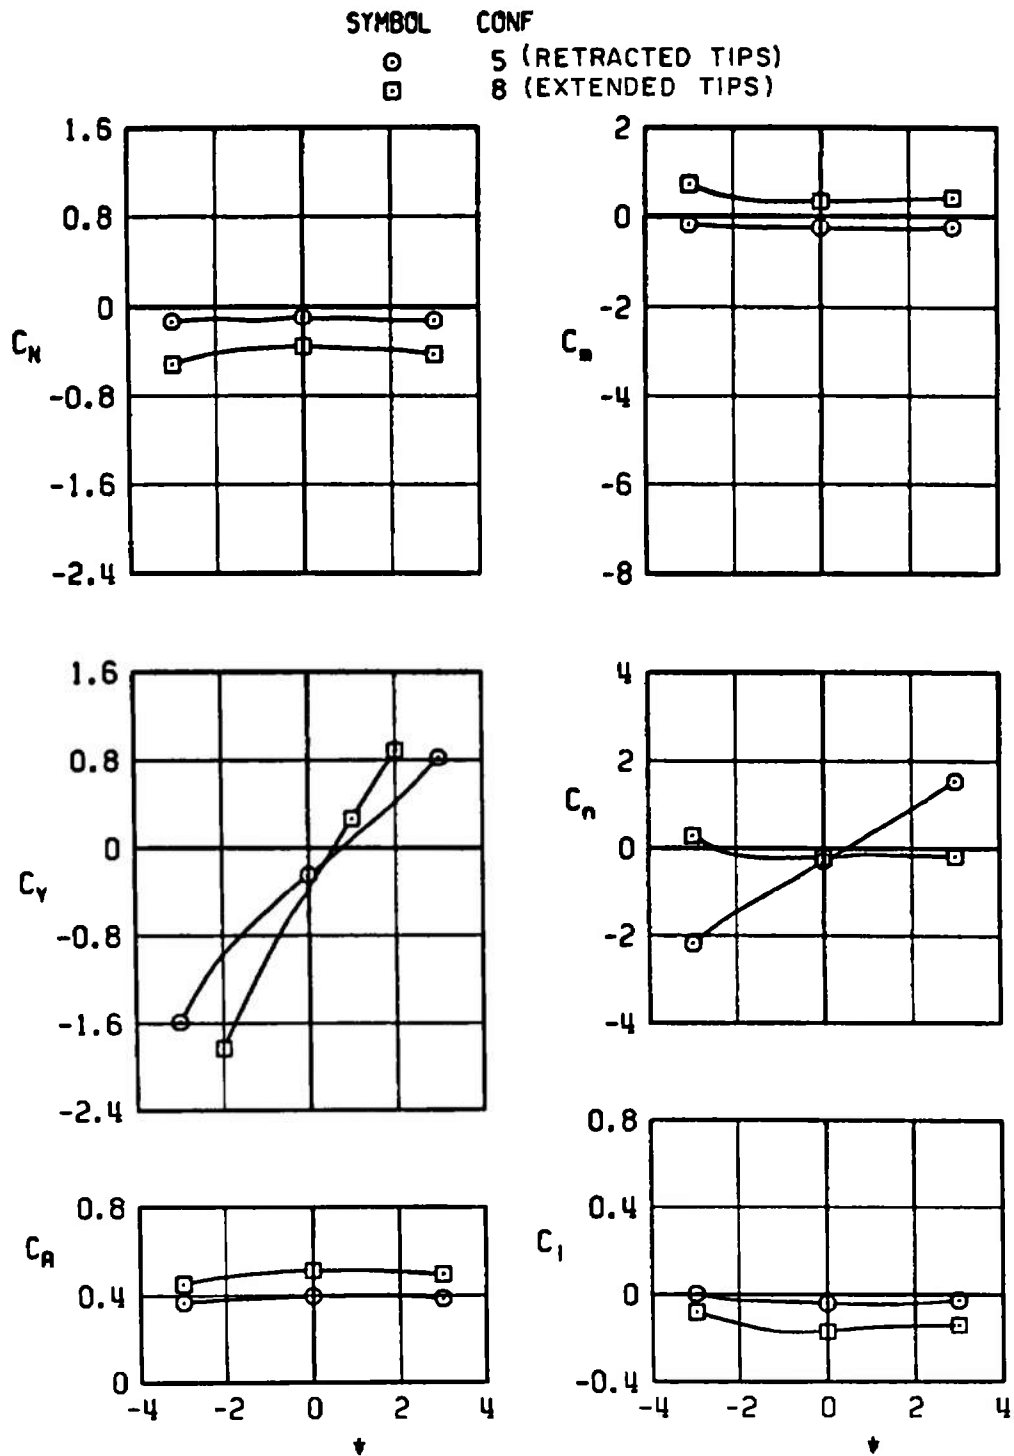 SYMBOL CONF
5 (RETRACTED TIPS)
8 (EXTENDED TIPS)
1.6
0.8
0
-0.8
-1.6
-2.4
C_N
2
0
-2
-4
-6
-8
C_m
1.6
0.8
0
-0.8
-1.6
-2.4
C_Y
4
2
0
-2
-4
C_n
0.8
0.4
0
C_A
-4 -2 0 2 4
ψ
0.8
0.4
0
-0.4
C_l
-4 -2 0 2 4
ψ